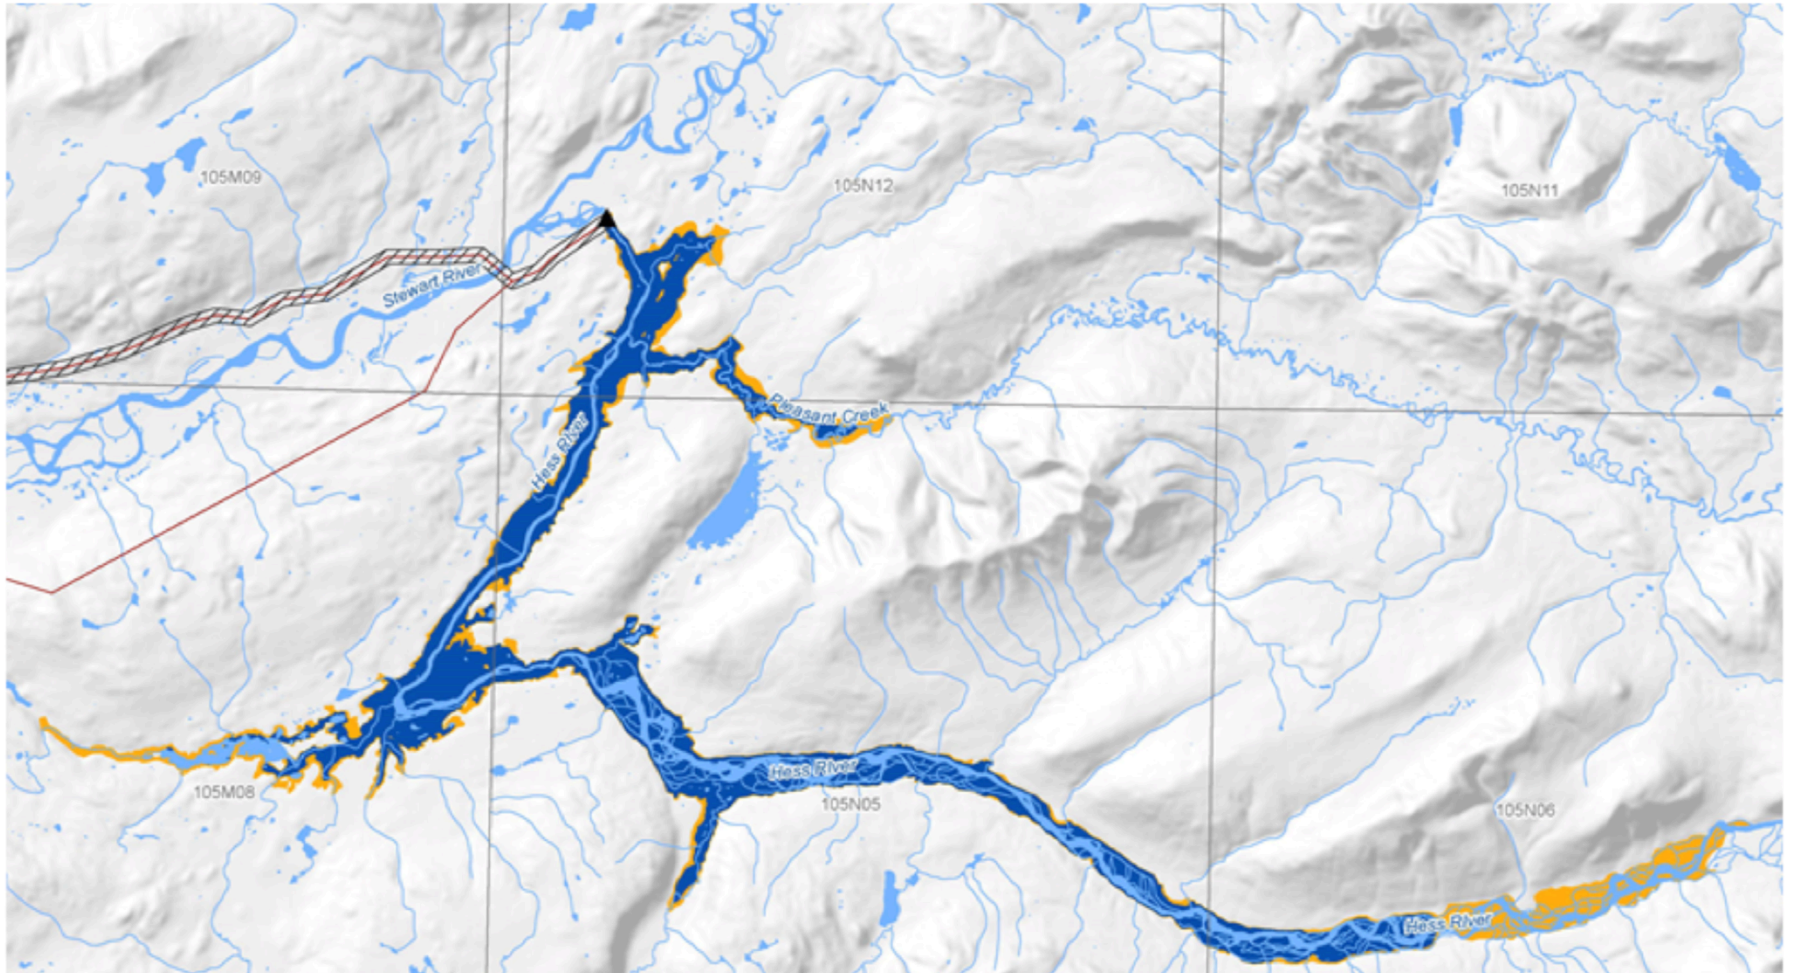 105M09
105N12
105N11
Stewart River
Pleasant Creek
Hess River
Hess River
105M08
105N05
105N06
Hess River